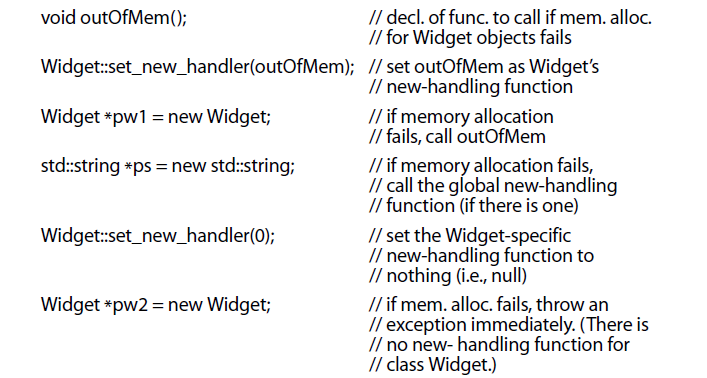 void outOfMem(); // decl. of func. to call if mem. alloc.
// for Widget objects fails
Widget::set_new_handler(outOfMem); // set outOfMem as Widget’s
// new-handling function
Widget *pw1 = new Widget; // if memory allocation
// fails, call outOfMem
std::string *ps = new std::string; // if memory allocation fails,
// call the global new-handling
// function (if there is one)
Widget::set_new_handler(0); // set the Widget-specific
// new-handling function to
// nothing (i.e., null)
Widget *pw2 = new Widget; // if mem. alloc. fails, throw an
// exception immediately. (There is
// no new- handling function for
// class Widget.)